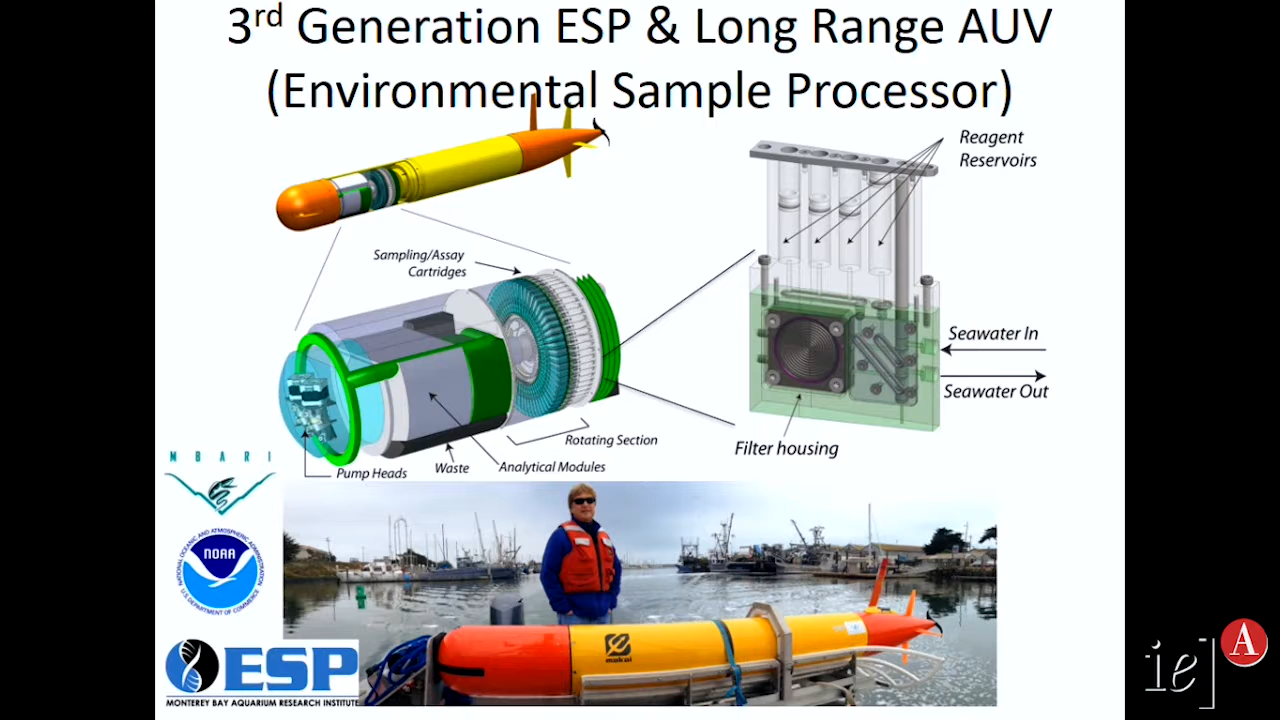 3rd Generation ESP & Long Range AUV
(Environmental Sample Processor)
Reagent
Reservoirs
Sampling/Assay
Cartridges
Seawater In
Seawater Out
Rotating Section
Filter housing
Pump Heads
Waste
Analytical Modules
MBARI
NATIONAL OCEANIC AND ATMOSPHERIC ADMINISTRATION
NOAA
U.S. DEPARTMENT OF COMMERCE
makai
ESP
MONTEREY BAY AQUARIUM RESEARCH INSTITUTE
ie]
A